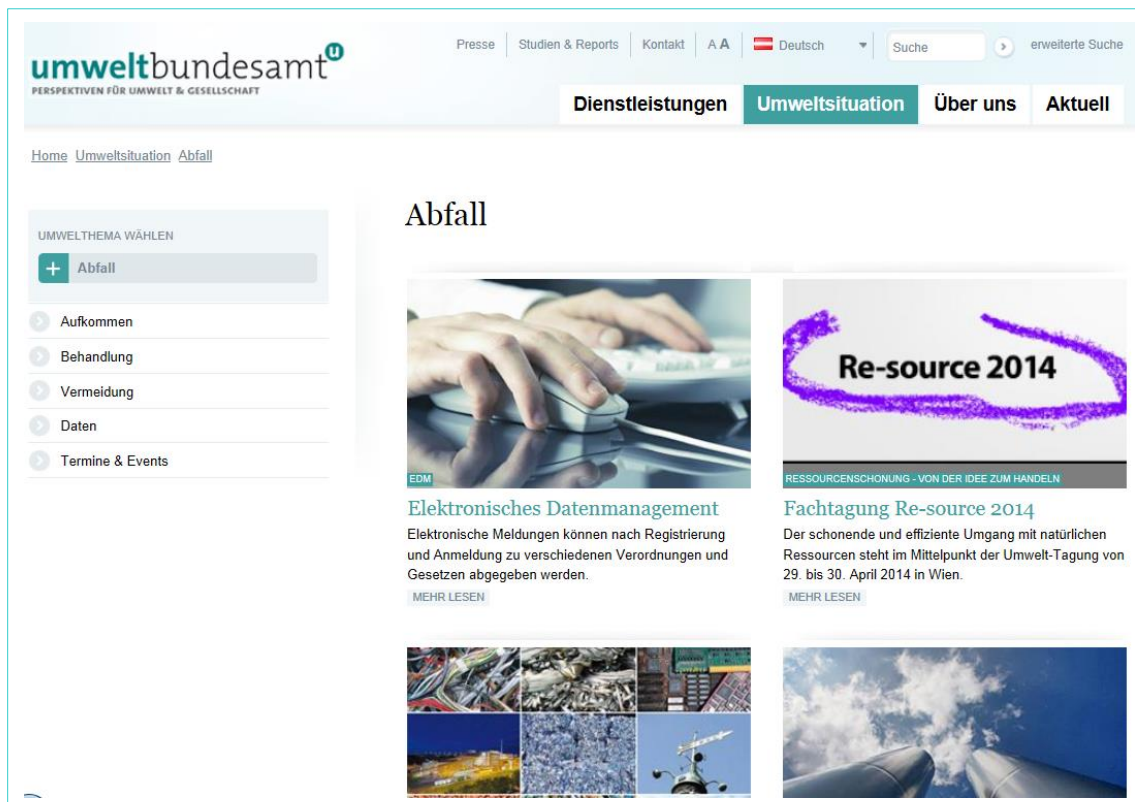 Presse Studien & Reports Kontakt A A Deutsch Suche erweiterte Suche
umweltbundesamt u
PERSPEKTIVEN FÜR UMWELT & GESELLSCHAFT
Dienstleistungen Umweltsituation Über uns Aktuell
Home Umweltsituation Abfall
UMWELTHEMA WÄHLEN
+ Abfall
Aufkommen
Behandlung
Vermeidung
Daten
Termine & Events
Abfall
EDM
Elektronisches Datenmanagement
Elektronische Meldungen können nach Registrierung
und Anmeldung zu verschiedenen Verordnungen und
Gesetzen abgegeben werden.
MEHR LESEN
Re-source 2014
RESSOURCENSCHONUNG - VON DER IDEE ZUM HANDELN
Fachtagung Re-source 2014
Der schonende und effiziente Umgang mit natürlichen
Ressourcen steht im Mittelpunkt der Umwelt-Tagung von
29. bis 30. April 2014 in Wien.
MEHR LESEN